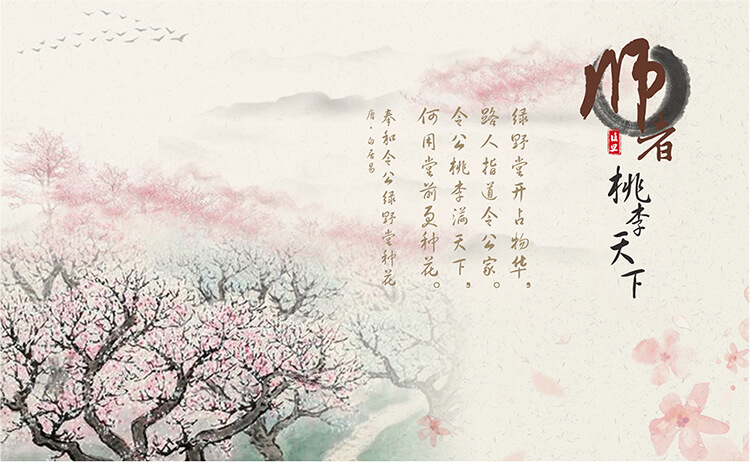 师者
桃李天下
绿野堂开占物华，
路人指道令公家。
令公桃李满天下，
何用堂前更种花。
奉和令公绿野堂种花
唐·白居易